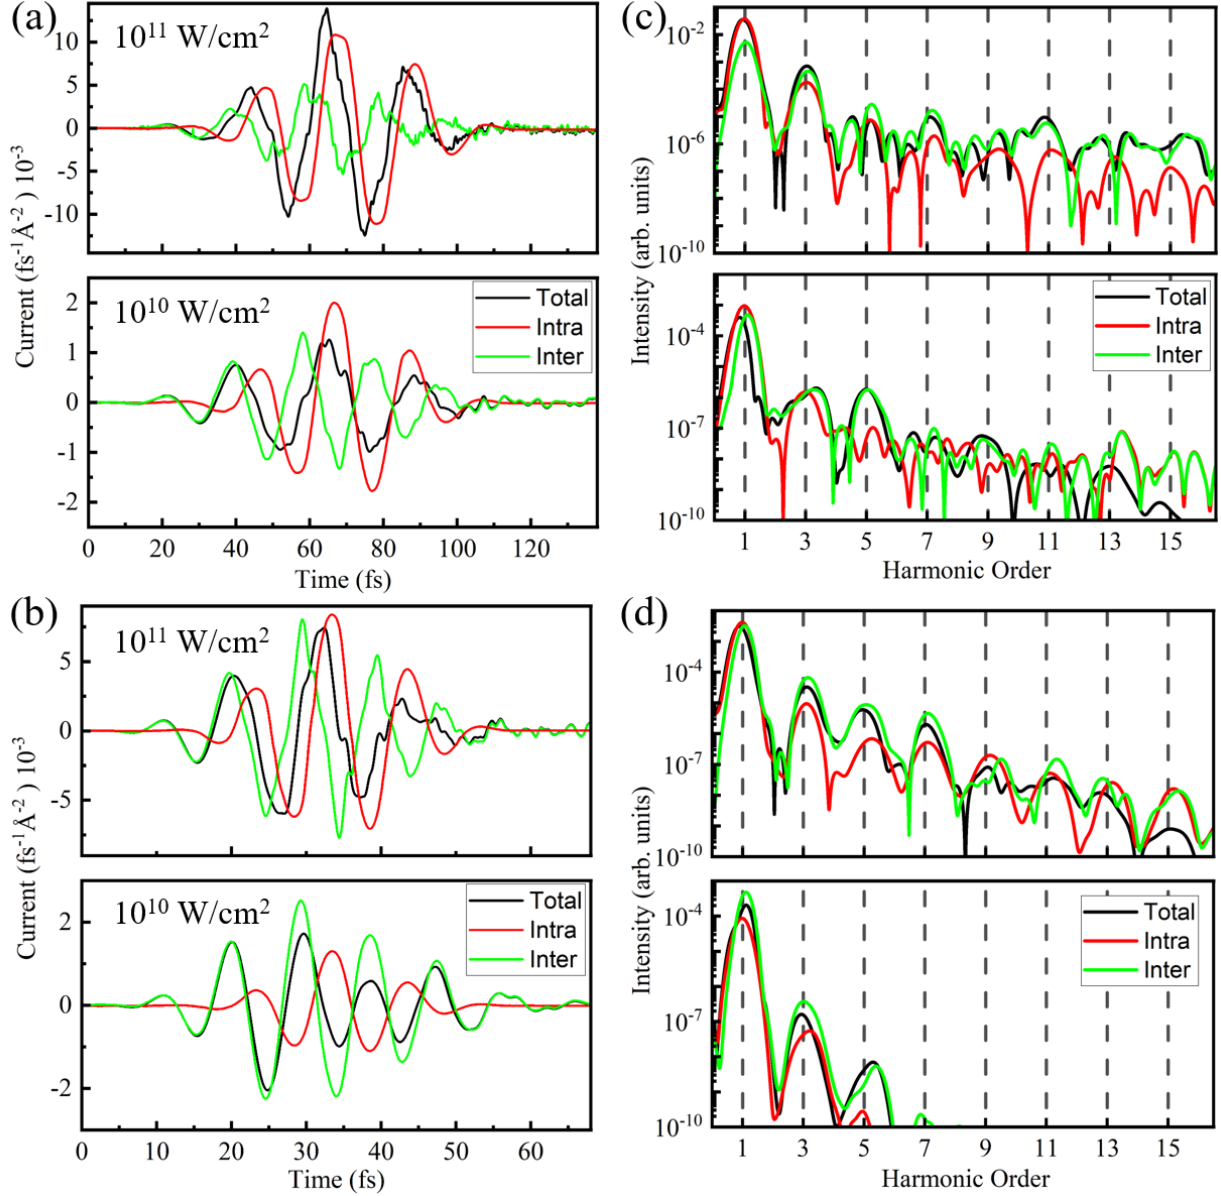 (a)
10¹¹ W/cm²
10
5
0
-5
-10
Current (fs⁻¹Å⁻²) 10⁻³
10¹⁰ W/cm²
Total
Intra
Inter
2
1
0
-1
-2
0 20 40 60 80 100 120
Time (fs)
(c)
10⁻²
10⁻⁶
10⁻¹⁰
Intensity (arb. units)
Total
Intra
Inter
10⁻⁴
10⁻⁷
10⁻¹⁰
1 3 5 7 9 11 13 15
Harmonic Order
(b)
10¹¹ W/cm²
5
0
-5
Current (fs⁻¹Å⁻²) 10⁻³
10¹⁰ W/cm²
Total
Intra
Inter
2
0
-2
0 10 20 30 40 50 60
Time (fs)
(d)
10⁻⁴
10⁻⁷
10⁻¹⁰
Intensity (arb. units)
Total
Intra
Inter
10⁻⁴
10⁻⁷
10⁻¹⁰
1 3 5 7 9 11 13 15
Harmonic Order